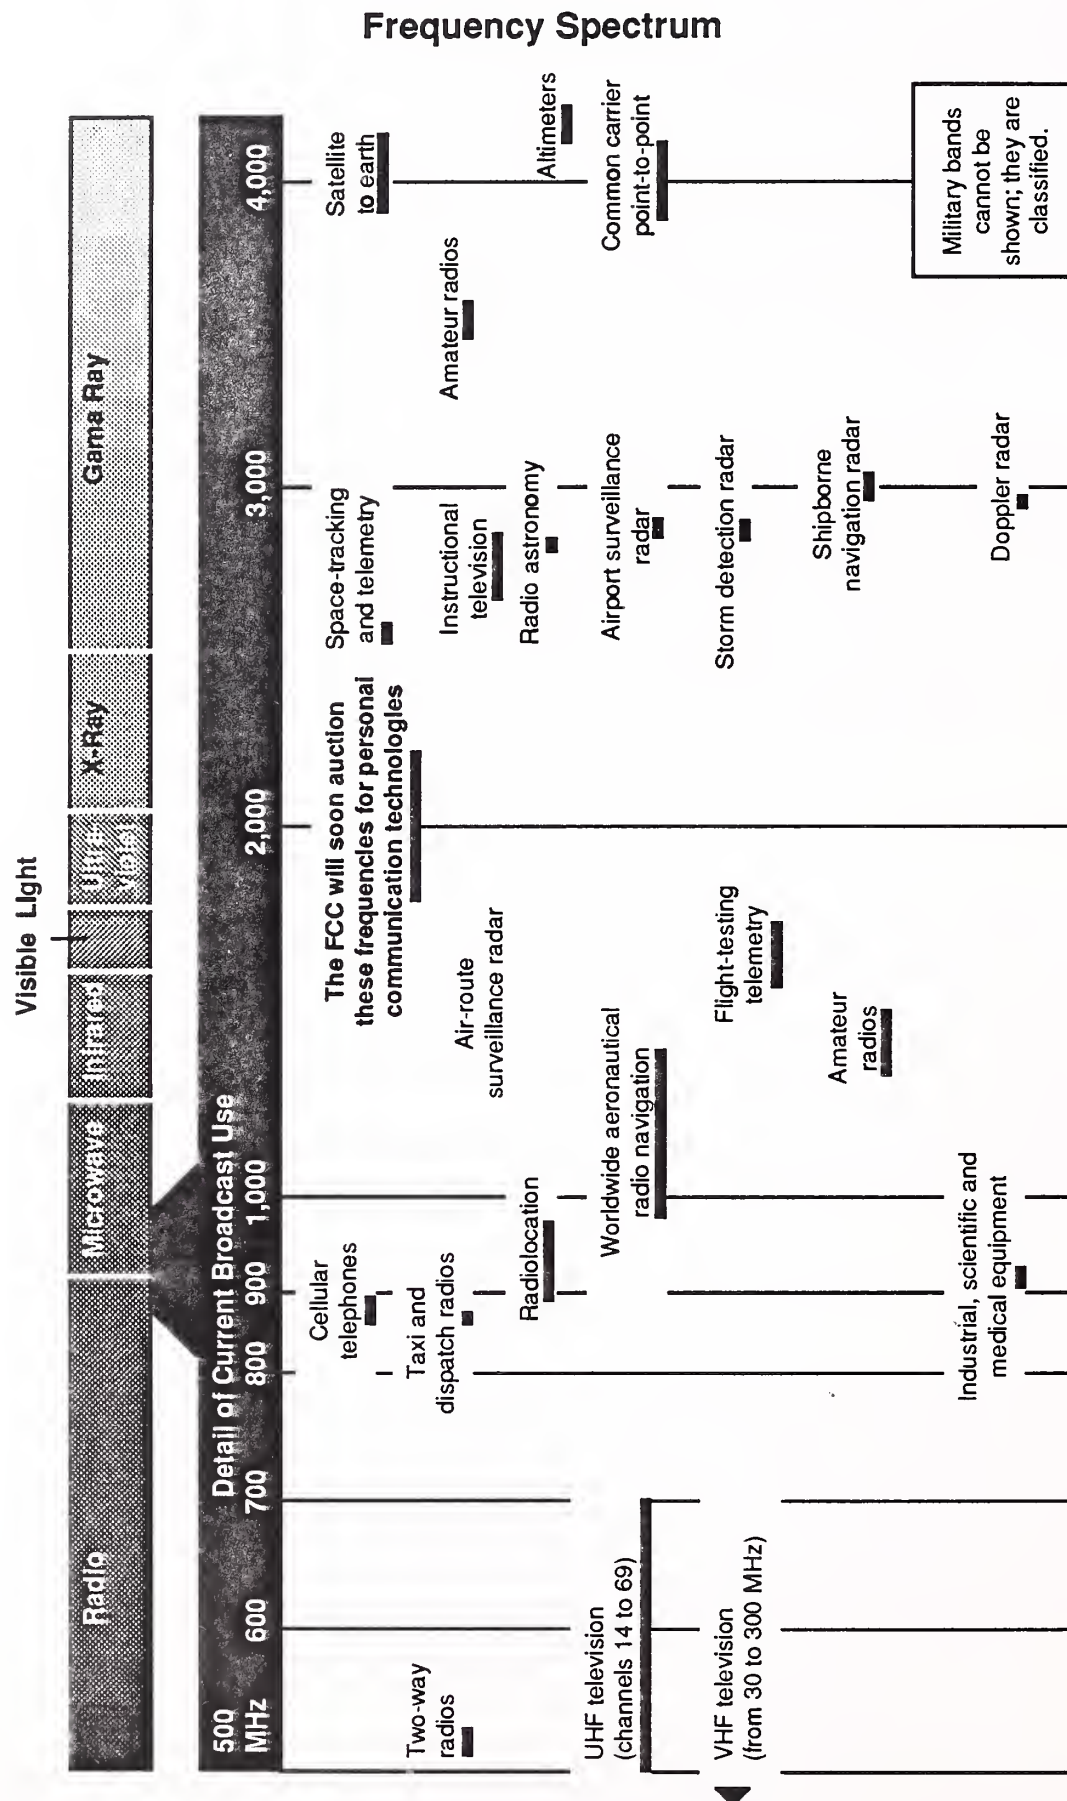 Frequency Spectrum
Visible Light
Radio
Microwave
Infrared
Ultra
Violet
X-Ray
Gama Ray
Detail of Current Broadcast Use
500
MHz
600
700
800
900
1,000
2,000
3,000
4,000
Two-way
radios
UHF television
(channels 14 to 69)
VHF television
(from 30 to 300 MHz)
Cellular
telephones
Taxi and
dispatch radios
Radiolocation
Worldwide aeronautical
radio navigation
Industrial, scientific and
medical equipment
The FCC will soon auction
these frequencies for personal
communication technologles
Air-route
surveillance radar
Flight-testing
telemetry
Amateur
radios
Space-tracking
and telemetry
Instructional
television
Radio astronomy
Airport surveillance
radar
Storm detection radar
Shipborne
navigation radar
Doppler radar
Satellite
to earth
Amateur radios
Altimeters
Common carrier
point-to-point
Military bands
cannot be
shown; they are
classified.